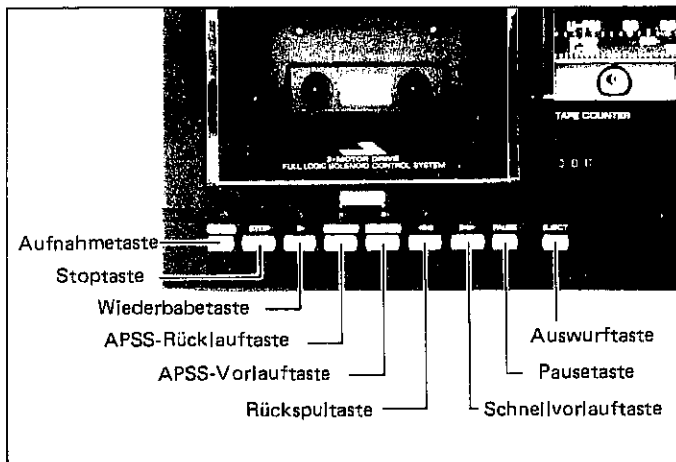 TAPE COUNTER
2-MOTOR DRIVE
FULL LOGIC SOLENOID CONTROL SYSTEM
STOP
PAUSE
EJECT
Aufnahmetaste
Stoptaste
Wiederbabetaste
APSS-Rücklauftaste
APSS-Vorlauftaste
Rückspultaste
Auswurftaste
Pausetaste
Schnellvorlauftaste